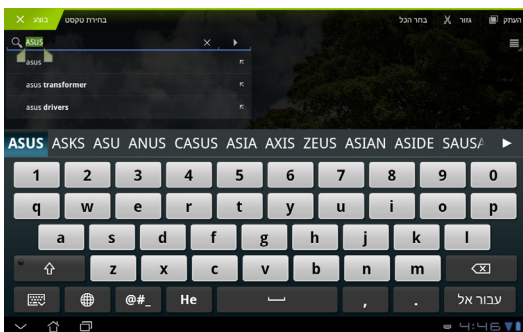 בוצע בחירת טקסט בחר הכל גזור העתק
ASUS
asus
asus transformer
asus drivers
ASUS ASKS ASU ANUS CASUS ASIA AXIS ZEUS ASIAN ASIDE
1 2 3 4 5 6 7 8 9 0
q w e r t y u i o p
a s d f g h j k l
z x c v b n m
@#_ He , . עבור אל
4:46